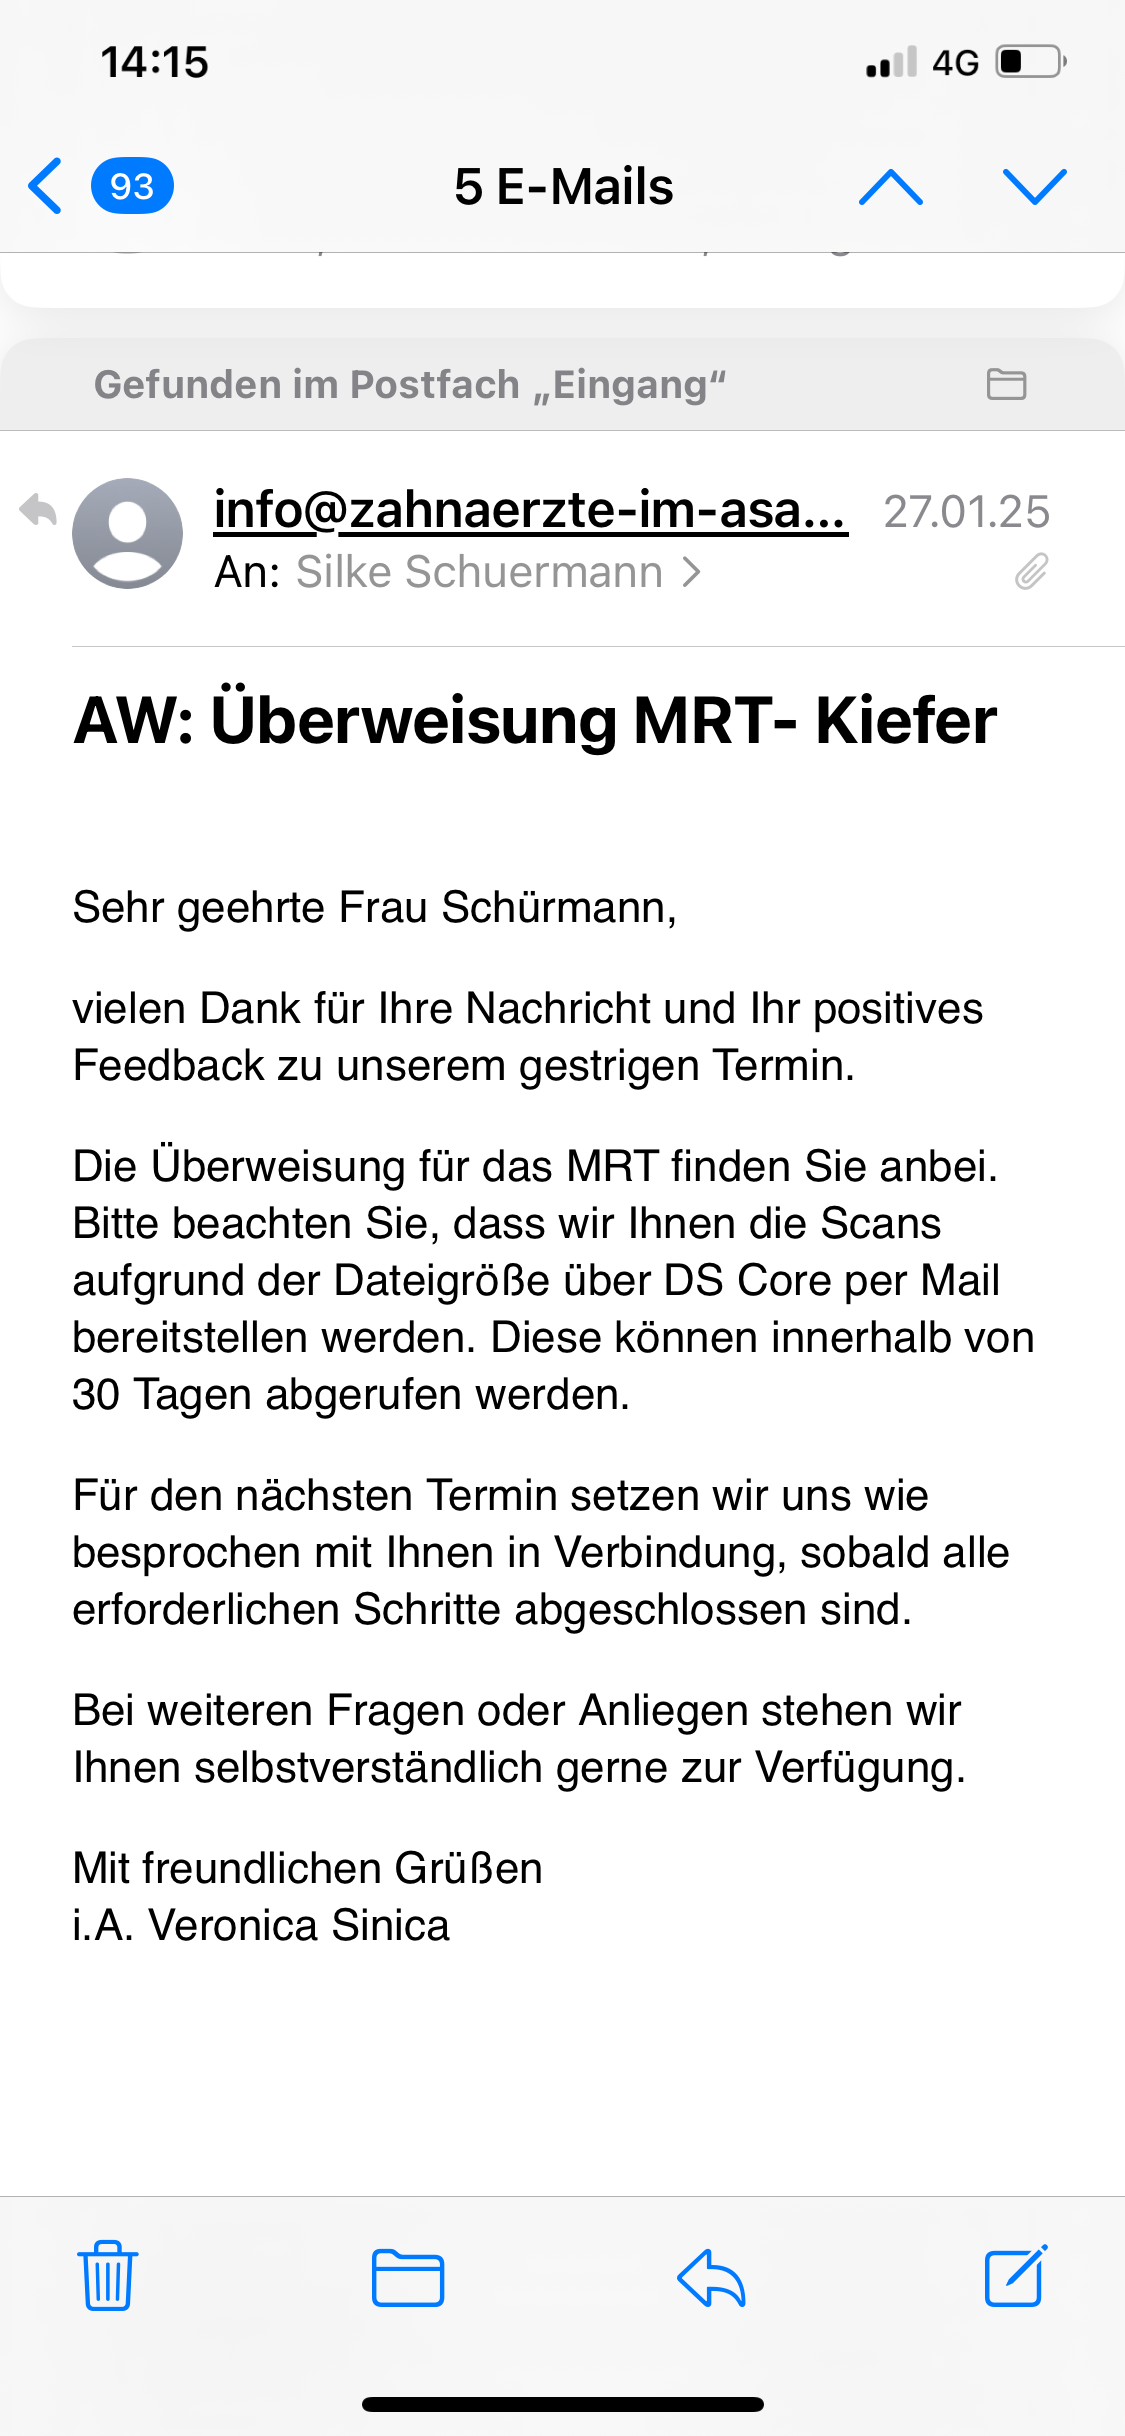 14:15
4G
93
5 E-Mails
Gefunden im Postfach „Eingang“
info@zahnaerzte-im-asa...
27.01.25
An: Silke Schuermann
AW: Überweisung MRT- Kiefer
Sehr geehrte Frau Schürmann,
vielen Dank für Ihre Nachricht und Ihr positives
Feedback zu unserem gestrigen Termin.
Die Überweisung für das MRT finden Sie anbei.
Bitte beachten Sie, dass wir Ihnen die Scans
aufgrund der Dateigröße über DS Core per Mail
bereitstellen werden. Diese können innerhalb von
30 Tagen abgerufen werden.
Für den nächsten Termin setzen wir uns wie
besprochen mit Ihnen in Verbindung, sobald alle
erforderlichen Schritte abgeschlossen sind.
Bei weiteren Fragen oder Anliegen stehen wir
Ihnen selbstverständlich gerne zur Verfügung.
Mit freundlichen Grüßen
i.A. Veronica Sinica